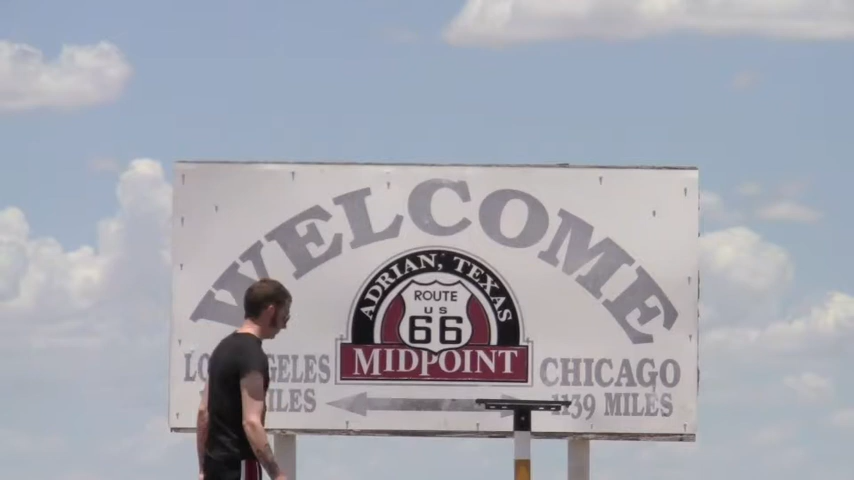 WELCOME
ADRIAN, TEXAS
ROUTE
US
66
MIDPOINT
CHICAGO
1139 MILES